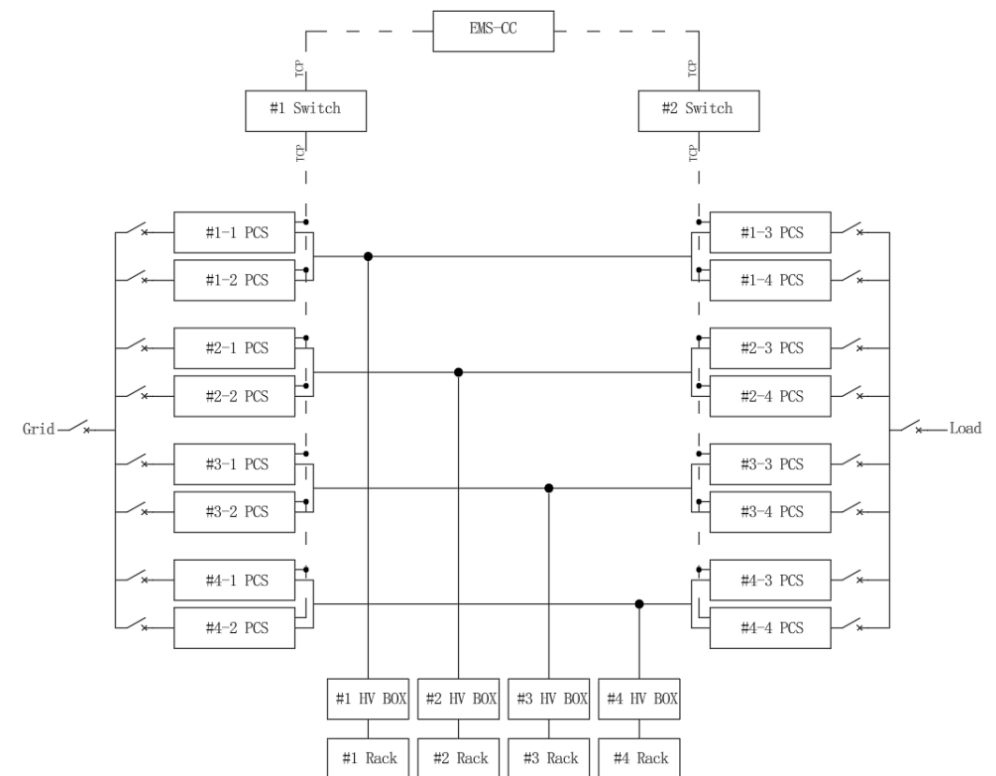 EMS-CC
TCP
TCP
#1 Switch
#2 Switch
TCP
TCP
#1-1 PCS
#1-3 PCS
#1-2 PCS
#1-4 PCS
#2-1 PCS
#2-3 PCS
#2-2 PCS
#2-4 PCS
Grid
Load
#3-1 PCS
#3-3 PCS
#3-2 PCS
#3-4 PCS
#4-1 PCS
#4-3 PCS
#4-2 PCS
#4-4 PCS
#1 HV BOX
#2 HV BOX
#3 HV BOX
#4 HV BOX
#1 Rack
#2 Rack
#3 Rack
#4 Rack